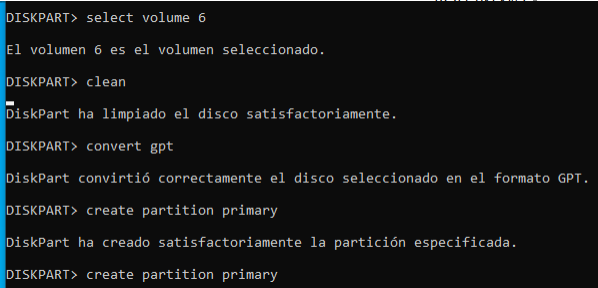 DISKPART> select volume 6
El volumen 6 es el volumen seleccionado.
DISKPART> clean
DiskPart ha limpiado el disco satisfactoriamente.
DISKPART> convert gpt
DiskPart convirtió correctamente el disco seleccionado en el formato GPT.
DISKPART> create partition primary
DiskPart ha creado satisfactoriamente la partición especificada.
DISKPART> create partition primary